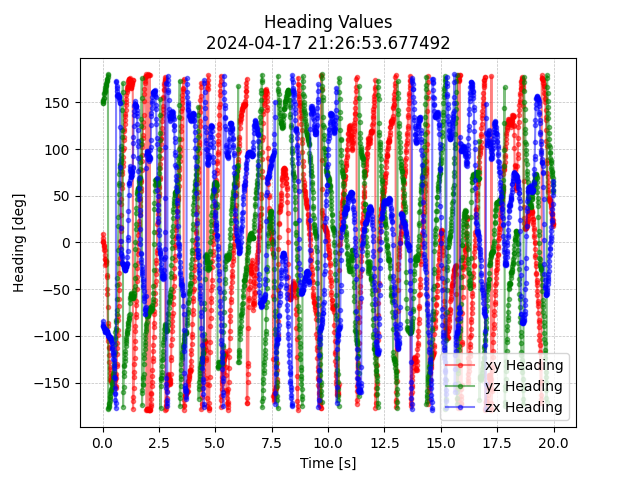 Heading Values
2024-04-17 21:26:53.677492
Heading [deg]
150
100
50
0
−50
−100
−150
xy Heading
yz Heading
zx Heading
0.0 2.5 5.0 7.5 10.0 12.5 15.0 17.5 20.0
Time [s]